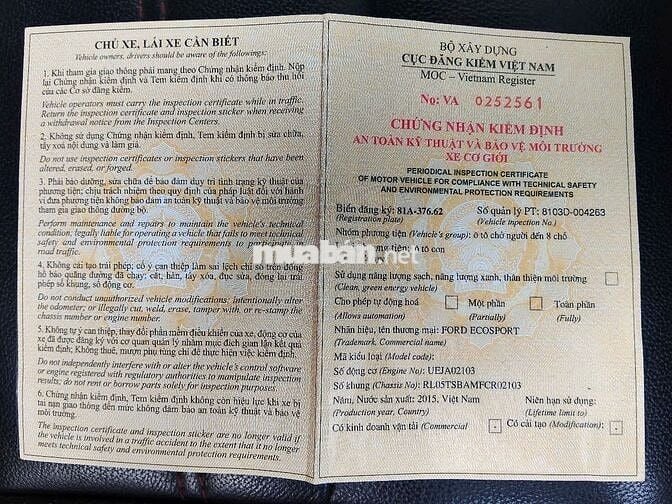 CHỦ XE, LÁI XE CẦN BIẾT
Vehicle owners, drivers should be aware of the followings:
1. Khi tham gia giao thông phải mang theo Chứng nhận kiểm định. Nộp
lại Chứng nhận kiểm định và Tem kiểm định khi có thông báo thu hồi
của các Cơ sở đăng kiểm.
Vehicle operators must carry the inspection certificate while in traffic.
Return the inspection certificate and inspection sticker when receiving
a withdrawal notice from the Inspection Centers.
2. Không sử dụng Chứng nhận kiểm định, Tem kiểm định bị sửa chữa,
tẩy xoá nội dung và làm giả.
Do not use inspection certificates or inspection stickers that have been
altered, erased, or forged.
3. Phải bảo dưỡng, sửa chữa để bảo đảm duy trì tình trạng kỹ thuật của
phương tiện; chịu trách nhiệm theo quy định của pháp luật đối với hành
vi đưa phương tiện không bảo đảm an toàn kỹ thuật và bảo vệ môi trường
tham gia giao thông đường bộ.
Perform maintenance and repairs to maintain the vehicle's technical
condition; legally liable for operating a vehicle that fails to meet technical
safety and environmental protection requirements to participate in
road traffic.
4. Không cải tạo trái phép; cố ý can thiệp làm sai lệch chỉ số trên đồng
hồ báo quãng đường đã chạy; cắt, hàn, tẩy xóa, đục sửa, đóng lại trái
phép số khung, số động cơ.
Do not conduct unauthorized vehicle modifications: intentionally alter
the odometer, or illegally cut, weld, erase, tamper with, or re-stamp the
chassis number or engine number.
5. Không tự ý can thiệp, thay đổi phần mềm điều khiển của xe, động cơ của
xe đã được đăng ký với cơ quan quản lý nhằm mục đích gian lận kết quả
kiểm định; Không thuê, mượn phụ tùng chỉ để thực hiện việc kiểm định.
Do not independently interfere with or alter the vehicle's control software
or engine registered with regulatory authorities to manipulate inspection
results; do not rent or borrow parts solely for inspection purposes.
6. Chứng nhận kiểm định, Tem kiểm định không còn hiệu lực khi xe bị
tai nạn giao thông đến mức không đảm bảo an toàn kỹ thuật và bảo vệ
môi trường.
The inspection certificate and inspection sticker are no longer valid if
the vehicle is involved in a traffic accident to the extent that it no longer
meets technical safety and environmental protection requirements.
BỘ XÂY DỰNG
CỤC ĐĂNG KIỂM VIỆT NAM
MOC – Vietnam Register
No: VA 0252561
CHỨNG NHẬN KIỂM ĐỊNH
AN TOÀN KỸ THUẬT VÀ BẢO VỆ MÔI TRƯỜNG
XE CƠ GIỚI
PERIODICAL INSPECTION CERTIFICATE
OF MOTOR VEHICLE FOR COMPLIANCE WITH TECHNICAL SAFETY
AND ENVIRONMENTAL PROTECTION REQUIREMENTS
Biển đăng ký: 81A-376.62 Số quản lý PT: 8103D-004263
(Registration plate) (Vehicle inpection No.)
Nhóm phương tiện (Vehicle's group): ô tô chở người đến 8 chỗ
tiện: ô tô con
Sử dụng năng lượng sạch, năng lượng xanh, thân thiện môi trường
(Clean, green energy vehicle)
Cho phép tự động hoá Một phần Toàn phần
(Allows automation) (Partially) (Fully)
Nhãn hiệu, tên thương mại: FORD ECOSPORT
(Trademark, Commercial name)
Mã kiểu loại (Model code):
Số động cơ (Engine No): UEJA02103
Số khung (Chassis No): RL05TSBAMFCR02103
Năm, Nước sản xuất: 2015, Việt Nam Niên hạn sử dụng:
(Production year, Country) (Lifetime limit to)
Có kinh doanh vận tải (Commercial Có cải tạo (Modification)
muaban.net